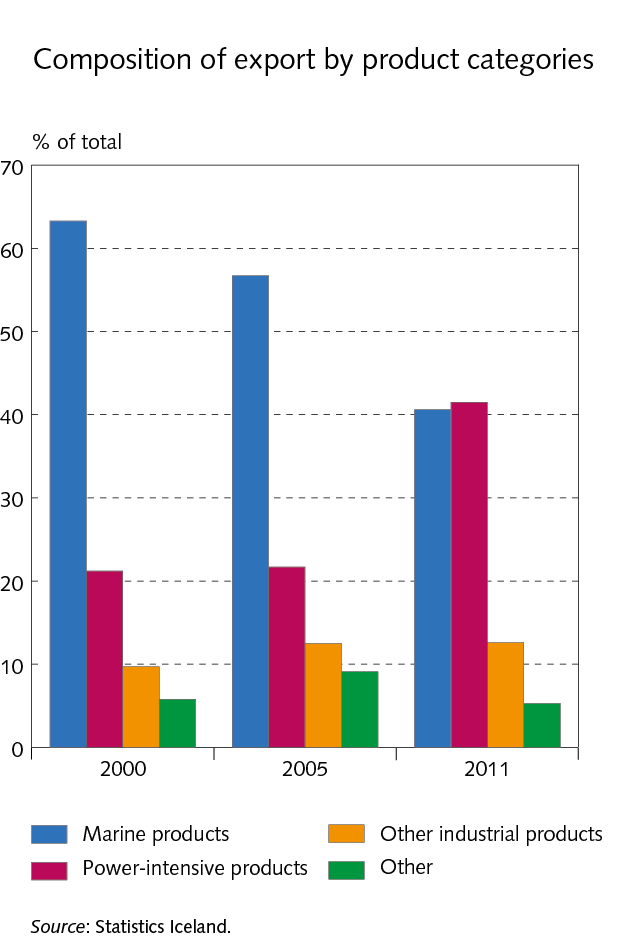 Composition of export by product categories
% of total
70
60
50
40
30
20
10
0
2000 2005 2011
Marine products Other industrial products
Power-intensive products Other
Source: Statistics Iceland.